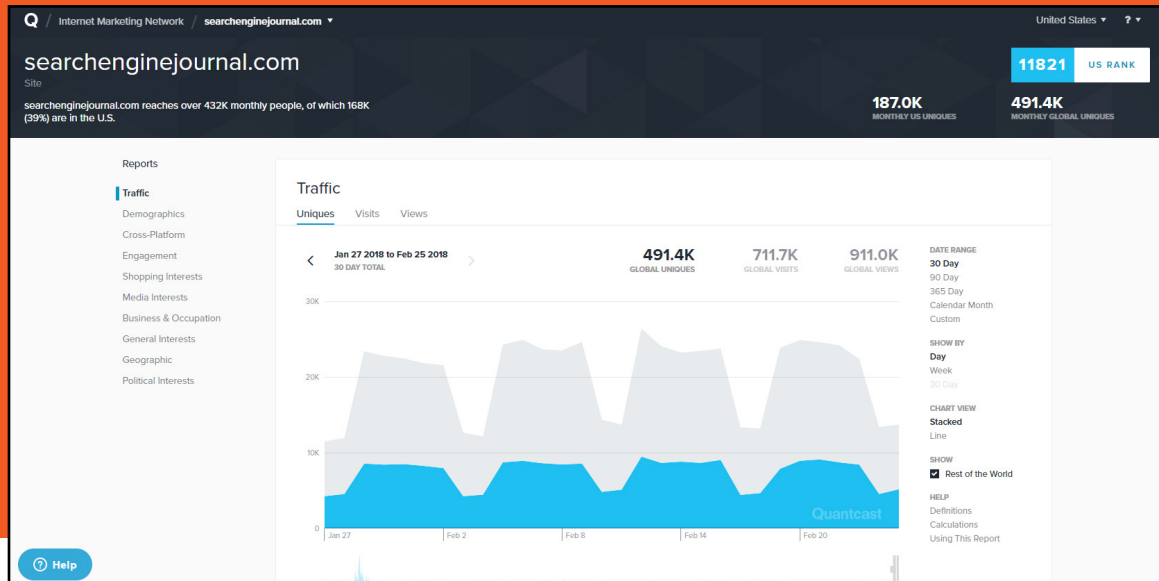 Q / Internet Marketing Network / searchenginejournal.com ▾
United States ▾ ? ▾
searchenginejournal.com
Site
searchenginejournal.com reaches over 432K monthly people, of which 168K
(39%) are in the U.S.
11821 US RANK
187.0K
MONTHLY US UNIQUES
491.4K
MONTHLY GLOBAL UNIQUES
Reports
Traffic
Demographics
Cross-Platform
Engagement
Shopping Interests
Media Interests
Business & Occupation
General Interests
Geographic
Political Interests
Traffic
Uniques Visits Views
Jan 27 2018 to Feb 25 2018
30 DAY TOTAL
491.4K
GLOBAL UNIQUES
711.7K
GLOBAL VISITS
911.0K
GLOBAL VIEWS
30K
20K
10K
0
Jan 27 Feb 2 Feb 8 Feb 14 Feb 20
Quantcast
DATE RANGE
30 Day
90 Day
365 Day
Calendar Month
Custom
SHOW BY
Day
Week
30 Day
CHART VIEW
Stacked
Line
SHOW
Rest of the World
HELP
Definitions
Calculations
Using This Report
? Help